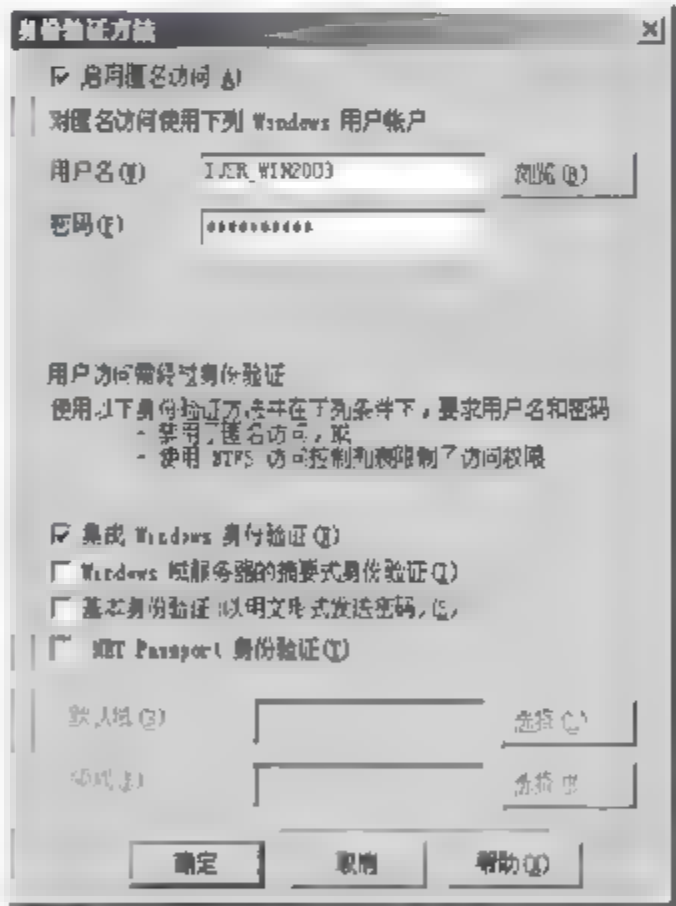 身份验证方法
启用匿名访问(A)
对匿名访问使用下列 Windows 用户帐户
用户名(U) IUSR_WIN2003 浏览(B)
密码(P) **********
用户访问需经过身份验证
使用以下身份验证方法并在下列条件下,要求用户名和密码
- 禁用了匿名访问,或
- 使用 NTFS 访问控制列表限制了访问权限
集成 Windows 身份验证(N)
Windows 域服务器的摘要式身份验证(T)
基本身份验证(以明文形式发送密码)(S)
.NET Passport 身份验证(T)
默认域(D) 选择(L)
领域(R) 选择(E)
确定 取消 帮助(H)